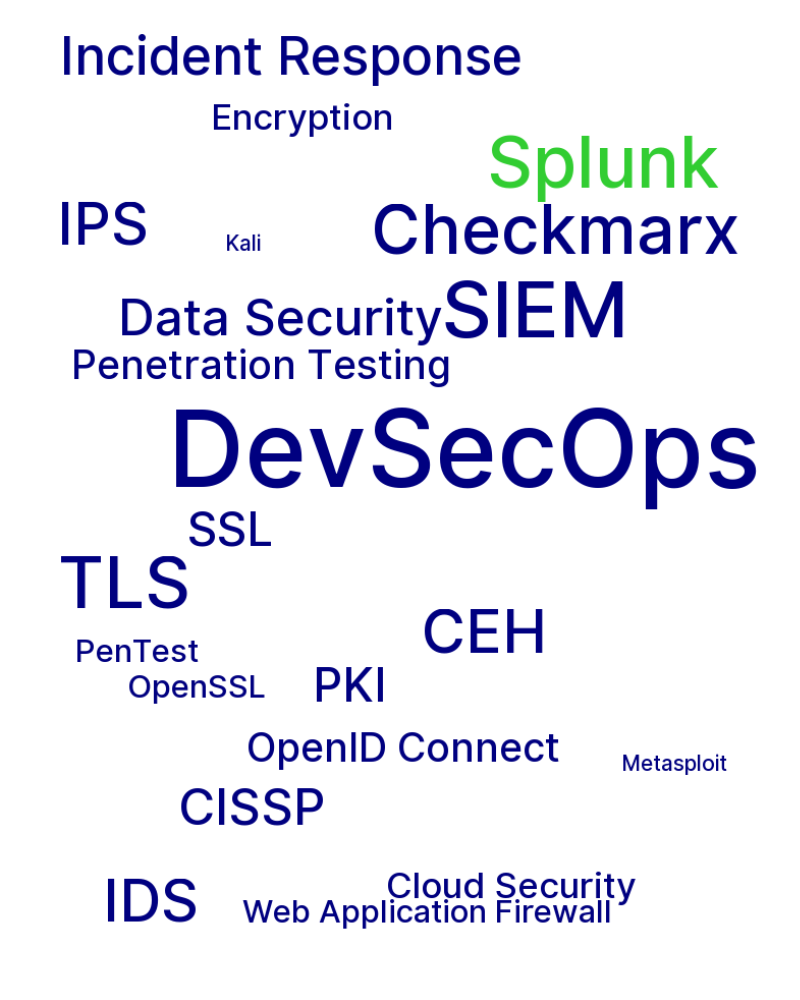 Incident Response
Encryption
Splunk
IPS
Kali
Checkmarx
Data Security
SIEM
Penetration Testing
DevSecOps
SSL
TLS
CEH
PenTest
OpenSSL
PKI
OpenID Connect
Metasploit
CISSP
Cloud Security
IDS
Web Application Firewall